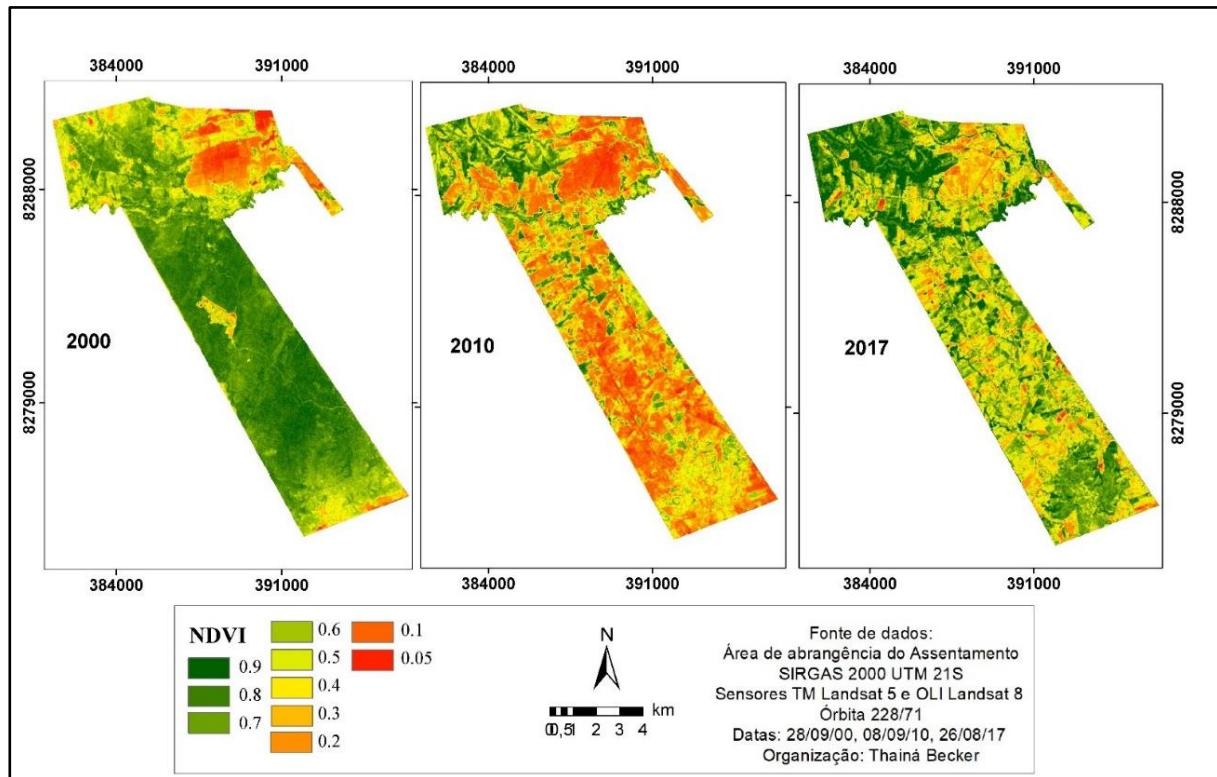 384000 391000 384000 391000 384000 391000
8288000 8288000
2000 2010 2017
8279000 8279000
384000 391000 384000 391000 384000 391000
NDVI
0.9
0.8
0.7
0.6
0.5
0.4
0.3
0.2
0.1
0.05
N
km
0 0,5 1 2 3 4
Fonte de dados:
Área de abrangência do Assentamento
SIRGAS 2000 UTM 21S
Sensores TM Landsat 5 e OLI Landsat 8
Órbita 228/71
Datas: 28/09/00, 08/09/10, 26/08/17
Organização: Thainá Becker